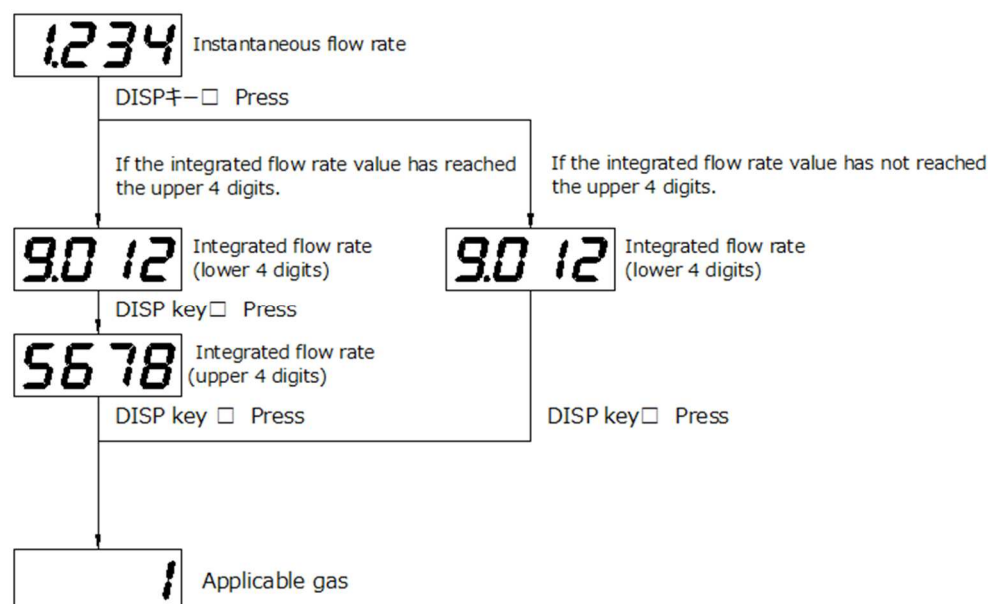 1.234 Instantaneous flow rate
DISPキー□ Press
If the integrated flow rate value has reached
the upper 4 digits.
If the integrated flow rate value has not reached
the upper 4 digits.
9.012 Integrated flow rate
(lower 4 digits)
9.012 Integrated flow rate
(lower 4 digits)
DISP key□ Press
5678 Integrated flow rate
(upper 4 digits)
DISP key □ Press
DISP key□ Press
1 Applicable gas